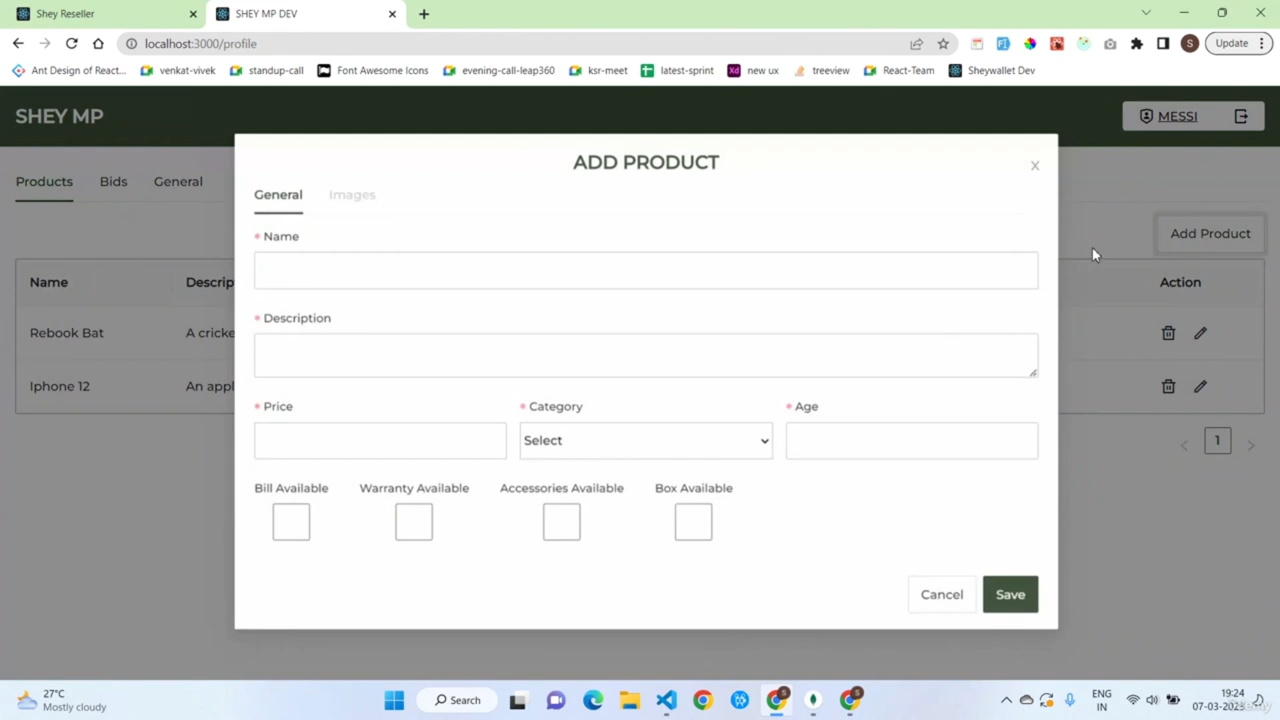 Shey Reseller
SHEY MP DEV
localhost:3000/profile
Update
Ant Design of React...
venkat-vivek
standup-call
Font Awesome Icons
evening-call-leap360
ksr-meet
latest-sprint
new ux
treeview
React-Team
Sheywallet Dev
SHEY MP
MESSI
ADD PRODUCT
X
Products Bids General
General Images
Add Product
* Name
Name Descrip Action
* Description
Rebook Bat A cricke
Iphone 12 An appl
* Price * Category * Age
Select
1
Bill Available Warranty Available Accessories Available Box Available
Cancel Save
27°C
Mostly cloudy
Search
ENG
IN
19:24